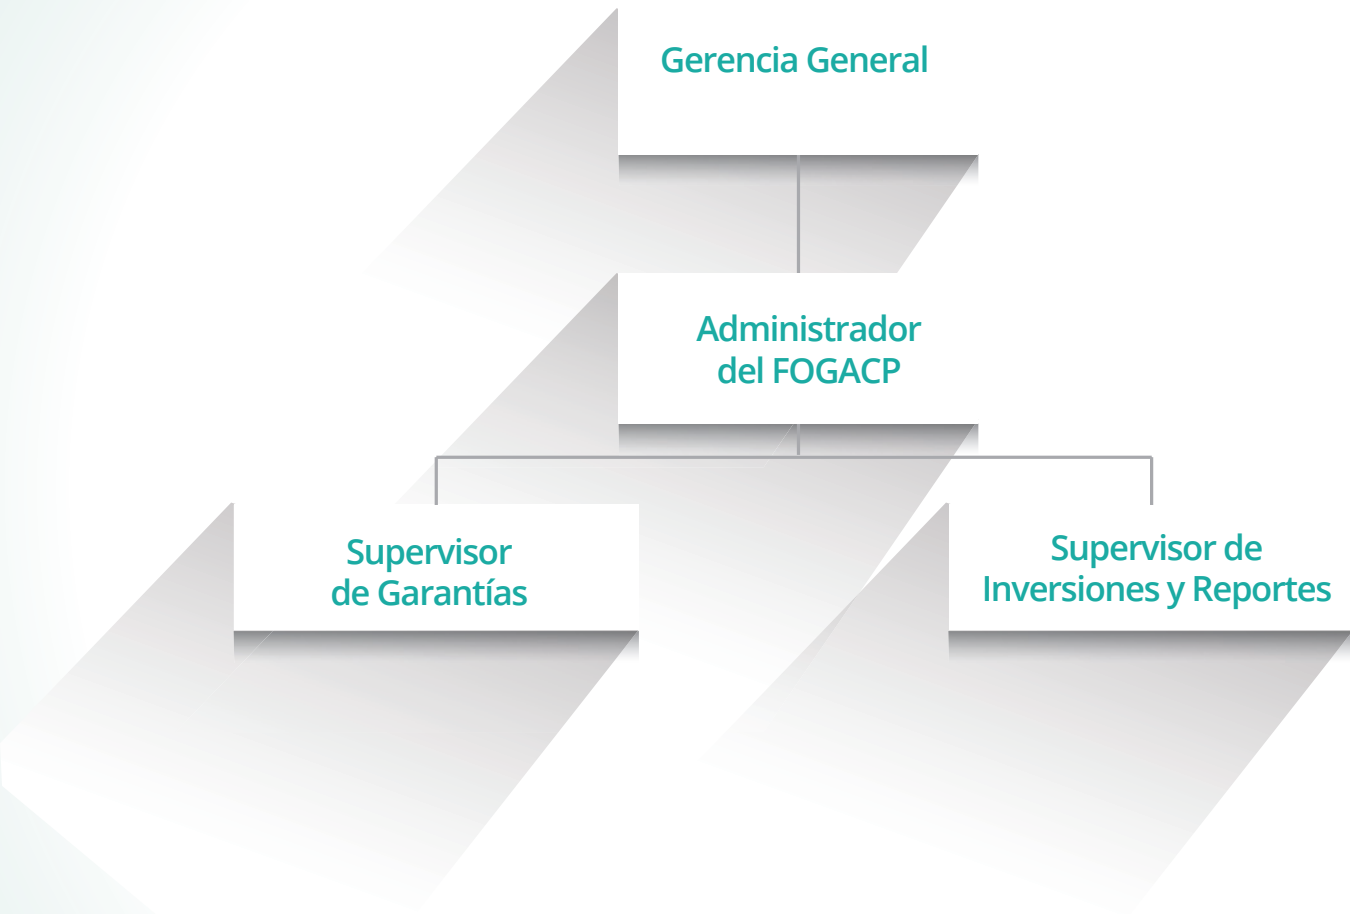 Gerencia General
Administrador
del FOGACP
Supervisor
de Garantías
Supervisor de
Inversiones y Reportes